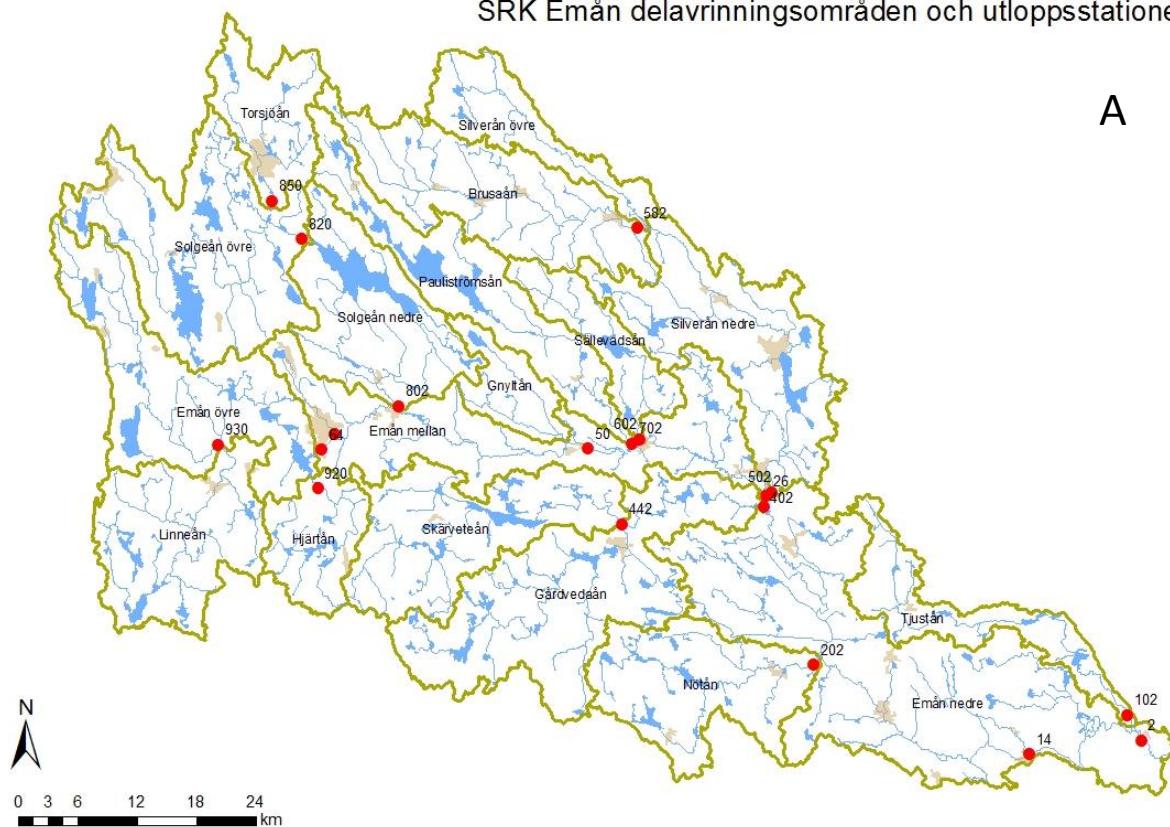 SRK Emån delavrinningsområden och utloppsstatione
A
Torsjöån
Silverån övre
850
Brusaån
582
820
Solgeån övre
Pauliströmsån
Solgeån nedre
Silverån nedre
Sällevadsån
Gnyltån
802
Emån övre
930
Emån mellan
64
50
602
702
920
502
26
402
442
Linneån
Hjärtån
Skärveteån
Gårdvedaån
Tjustån
202
Nötån
Emån nedre
102
2
14
N
0 3 6 12 18 24
km